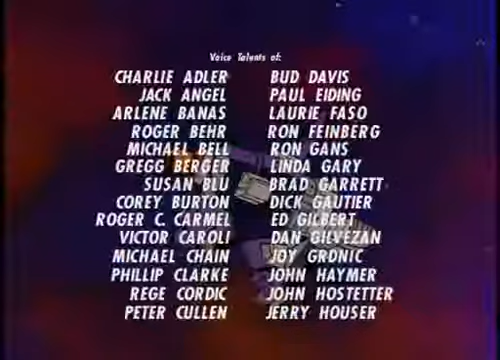 Voice Talents of:
CHARLIE ADLER BUD DAVIS
JACK ANGEL PAUL EIDING
ARLENE BANAS LAURIE FASO
ROGER BEHR RON FEINBERG
MICHAEL BELL RON GANS
GREGG BERGER LINDA GARY
SUSAN BLU BRAD GARRETT
COREY BURTON DICK GAUTIER
ROGER C. CARMEL ED GILBERT
VICTOR CAROLI DAN GILVEZAN
MICHAEL CHAIN JOY GRDNIC
PHILLIP CLARKE JOHN HAYMER
REGE CORDIC JOHN HOSTETTER
PETER CULLEN JERRY HOUSER